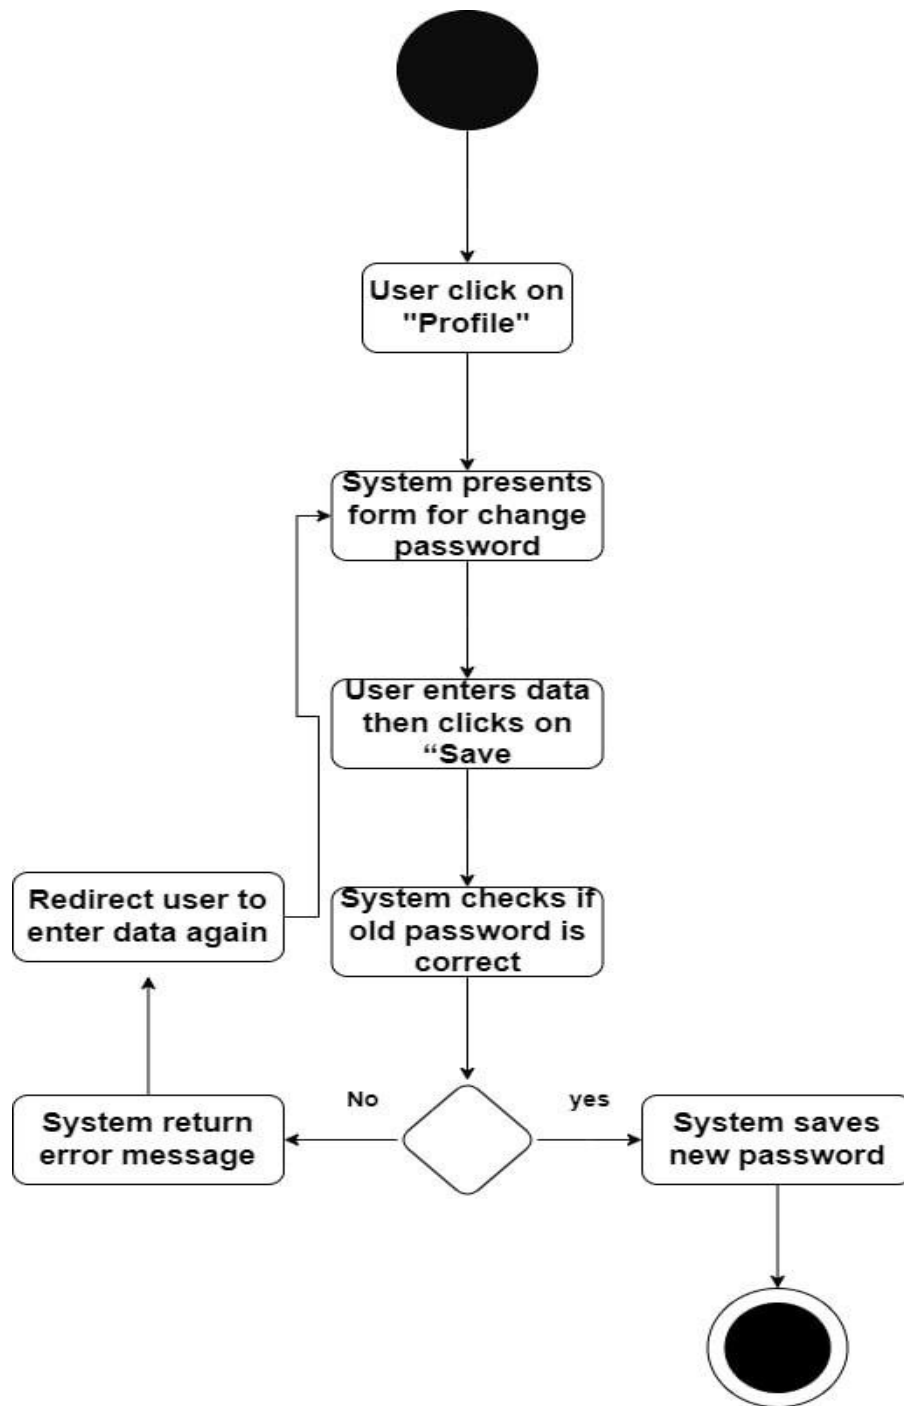 User click on
"Profile"
System presents
form for change
password
User enters data
then clicks on
“Save
Redirect user to
enter data again
System checks if
old password is
correct
No
yes
System return
error message
System saves
new password